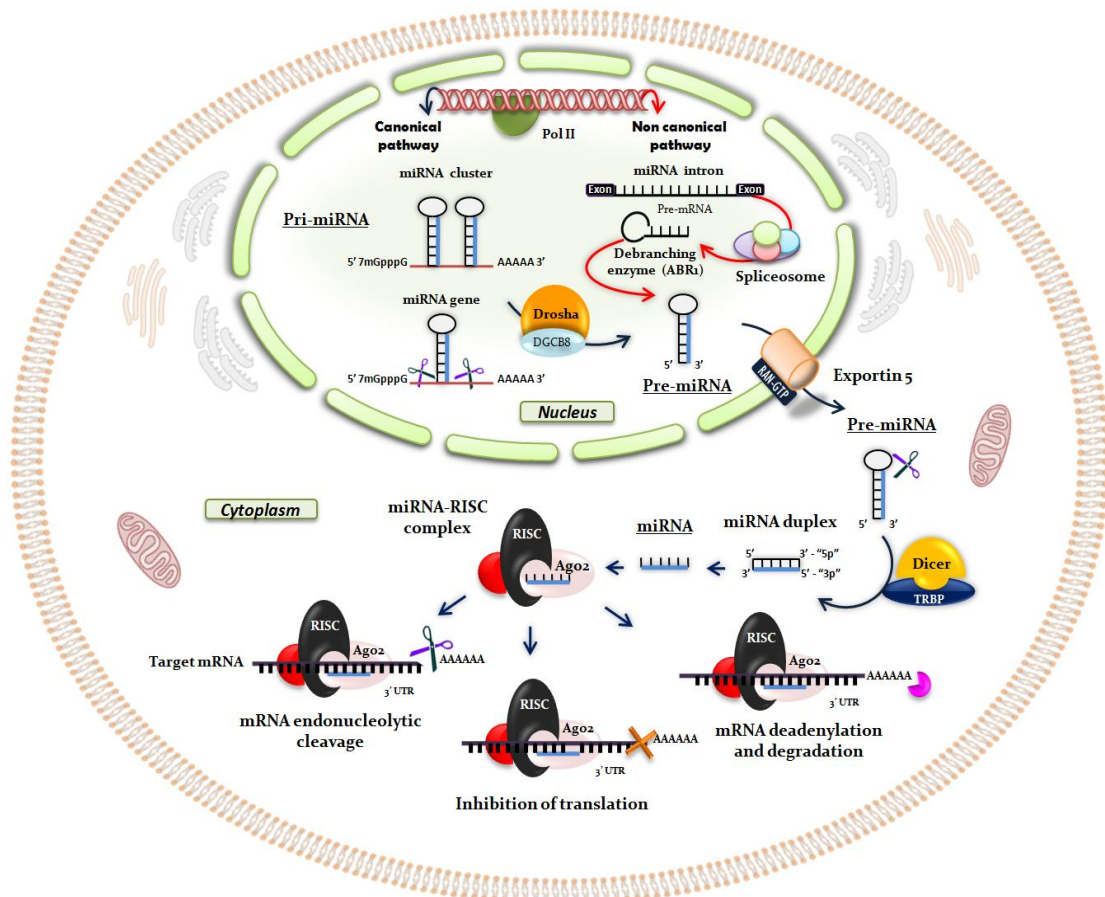 Canonical
pathway
Pol II
Non canonical
pathway
miRNA cluster
miRNA intron
Exon
Exon
Pri-miRNA
Pre-mRNA
5' 7mGpppG
AAAAA 3'
Debranching
enzyme (ABR1)
Spliceosome
miRNA gene
Drosha
DGCB8
5' 7mGpppG
AAAAA 3'
5' 3'
Pre-miRNA
RAN-GTP
Exportin 5
Nucleus
Pre-miRNA
Cytoplasm
miRNA-RISC
complex
RISC
Ago2
miRNA
miRNA duplex
5' 3' - "5p"
3' 5' - "3p"
5' 3'
Dicer
TRBP
RISC
Ago2
Target mRNA
AAAAAA
3' UTR
mRNA endonucleolytic
cleavage
RISC
Ago2
AAAAAA
3' UTR
Inhibition of translation
RISC
Ago2
AAAAAA
3' UTR
mRNA deadenylation
and degradation